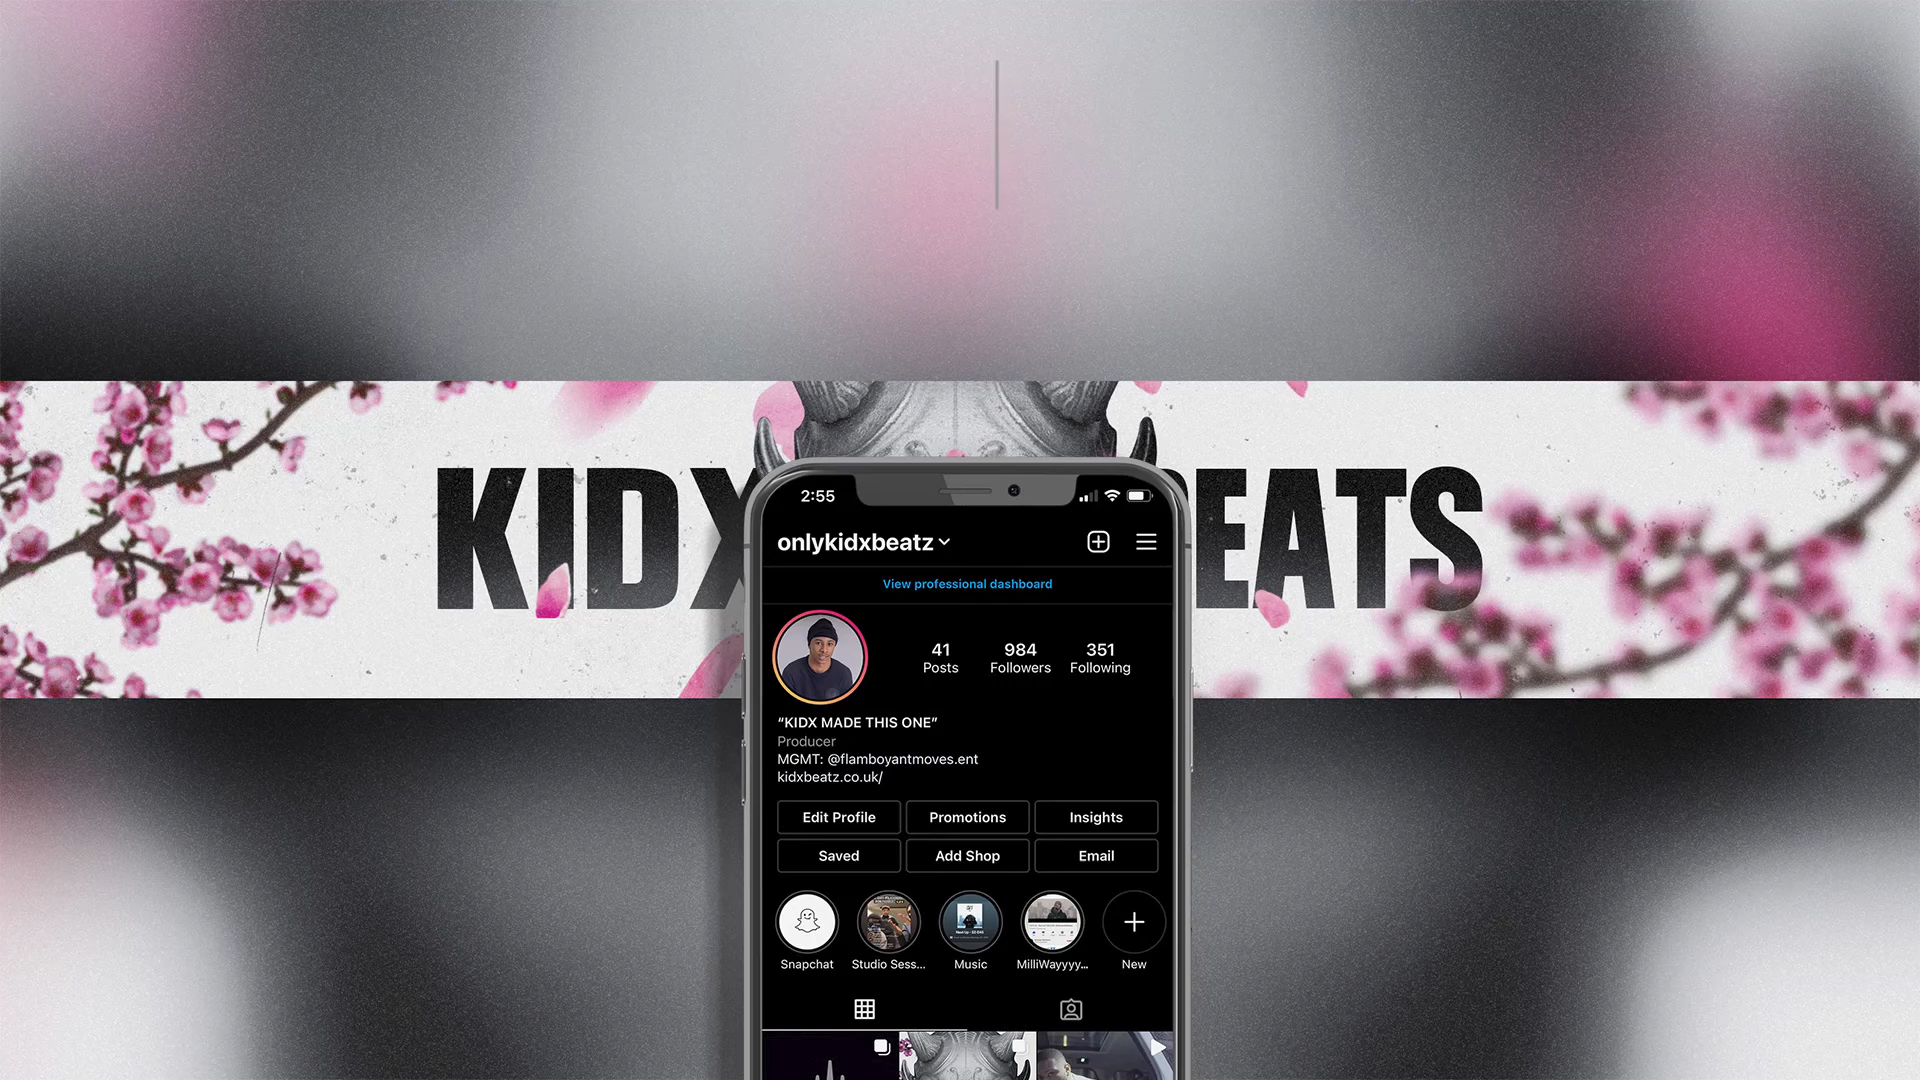 KIDX BEATS
2:55
onlykidxbeatz
View professional dashboard
41 984 351
Posts Followers Following
“KIDX MADE THIS ONE”
Producer
MGMT: @flamboyantmoves.ent
kidxbeatz.co.uk/
Edit Profile Promotions Insights
Saved Add Shop Email
Snapchat Studio Sess... Music MilliWayyyy... New